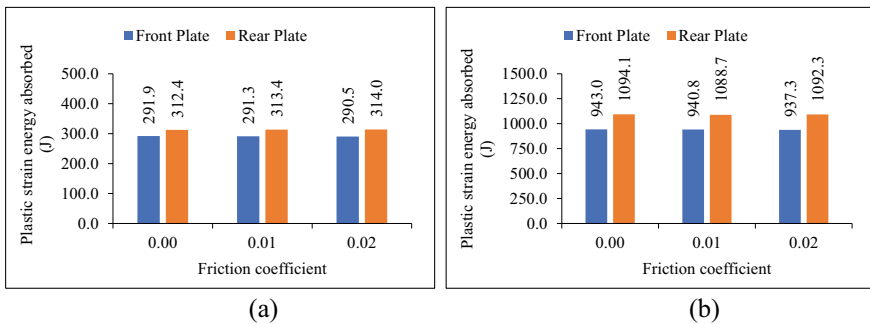 Front Plate Rear Plate
Plastic strain energy absorbed
(J)
500.0
400.0
300.0
200.0
100.0
0.0
291.9
312.4
291.3
313.4
290.5
314.0
0.00 0.01 0.02
Friction coefficient
(a)
Front Plate Rear Plate
Plastic strain energy absorbed
(J)
1500.0
1250.0
1000.0
750.0
500.0
250.0
0.0
943.0
1094.1
940.8
1088.7
937.3
1092.3
0.00 0.01 0.02
Friction coefficient
(b)